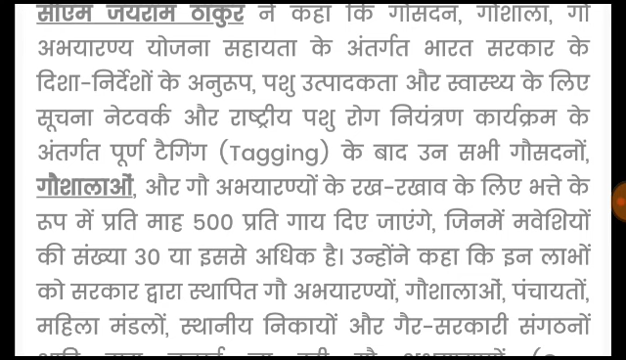 सीएम जयराम ठाकुर ने कहा कि गौसदन, गौशाला, गौ
अभयारण्य योजना सहायता के अंतर्गत भारत सरकार के
दिशा-निर्देशों के अनुरूप, पशु उत्पादकता और स्वास्थ्य के लिए
सूचना नेटवर्क और राष्ट्रीय पशु रोग नियंत्रण कार्यक्रम के
अंतर्गत पूर्ण टैगिंग (Tagging) के बाद उन सभी गौसदनों,
गौशालाओं, और गौ अभयारण्यों के रख-रखाव के लिए भत्ते के
रूप में प्रति माह 500 प्रति गाय दिए जाएंगे, जिनमें मवेशियों
की संख्या 30 या इससे अधिक है। उन्होंने कहा कि इन लाभों
को सरकार द्वारा स्थापित गौ अभयारण्यों, गौशालाओं, पंचायतों,
महिला मंडलों, स्थानीय निकायों और गैर-सरकारी संगठनों